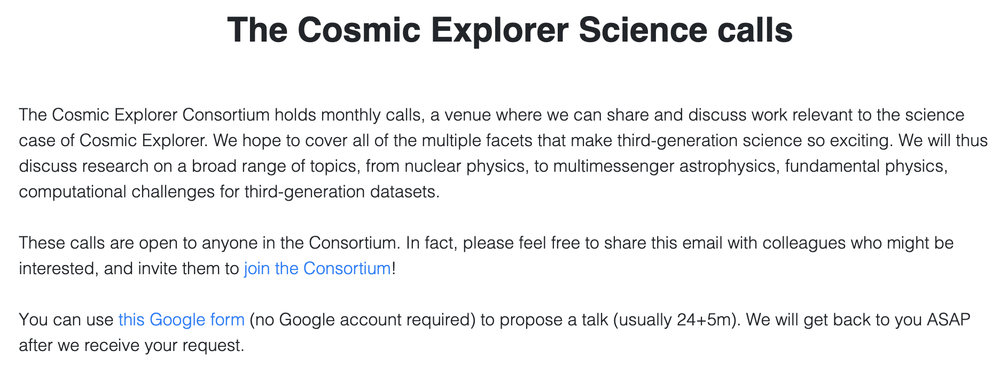 The Cosmic Explorer Science calls
The Cosmic Explorer Consortium holds monthly calls, a venue where we can share and discuss work relevant to the science
case of Cosmic Explorer. We hope to cover all of the multiple facets that make third-generation science so exciting. We will thus
discuss research on a broad range of topics, from nuclear physics, to multimessenger astrophysics, fundamental physics,
computational challenges for third-generation datasets.
These calls are open to anyone in the Consortium. In fact, please feel free to share this email with colleagues who might be
interested, and invite them to join the Consortium!
You can use this Google form (no Google account required) to propose a talk (usually 24+5m). We will get back to you ASAP
after we receive your request.